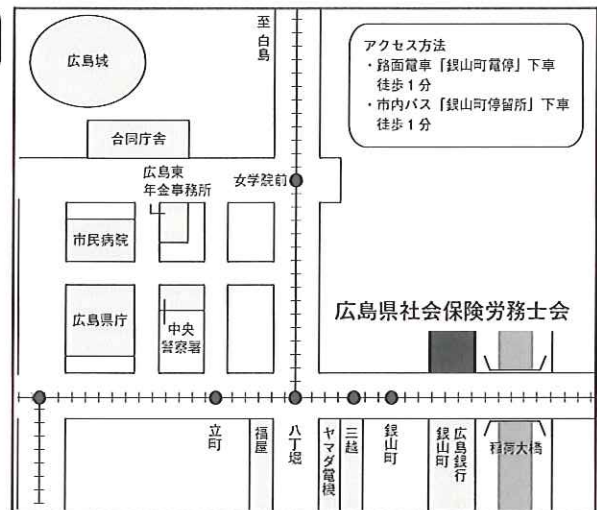 至白島
広島城
アクセス方法
・路面電車「銀山町電停」下車
徒歩1分
・市内バス「銀山町停留所」下車
徒歩1分
合同庁舎
広島東
年金事務所
女学院前
市民病院
広島県庁
中央
警察署
広島県社会保険労務士会
立町
福屋
八丁堀
ヤマダ電機
三越
銀山町
広島銀行
銀山町
稲荷大橋